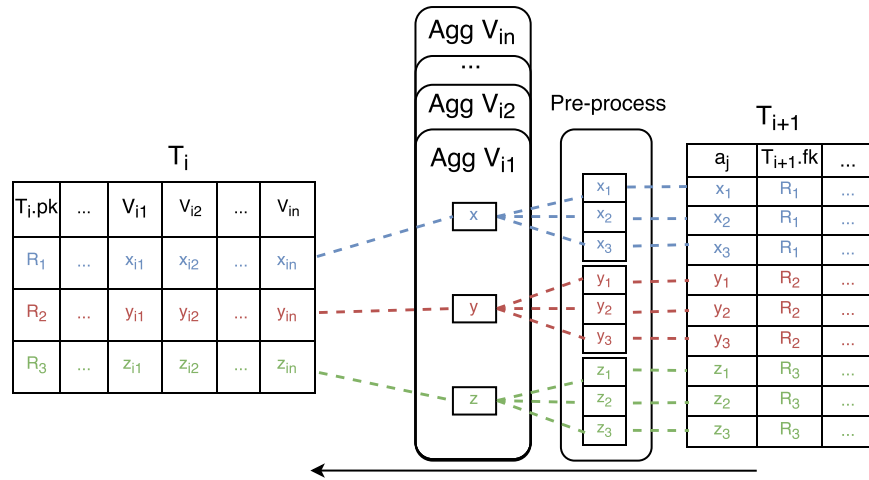 Agg V_in
...
Agg V_i2
Agg V_i1
Pre-process
T_i
T_i+1
T_i.pk ... V_i1 V_i2 ... V_in
R_1 ... x_i1 x_i2 ... x_in
R_2 ... y_i1 y_i2 ... y_in
R_3 ... z_i1 z_i2 ... z_in
x
y
z
x_1
x_2
x_3
y_1
y_2
y_3
z_1
z_2
z_3
a_j T_i+1.fk ...
x_1 R_1 ...
x_2 R_1 ...
x_3 R_1 ...
y_1 R_2 ...
y_2 R_2 ...
y_3 R_2 ...
z_1 R_3 ...
z_2 R_3 ...
z_3 R_3 ...